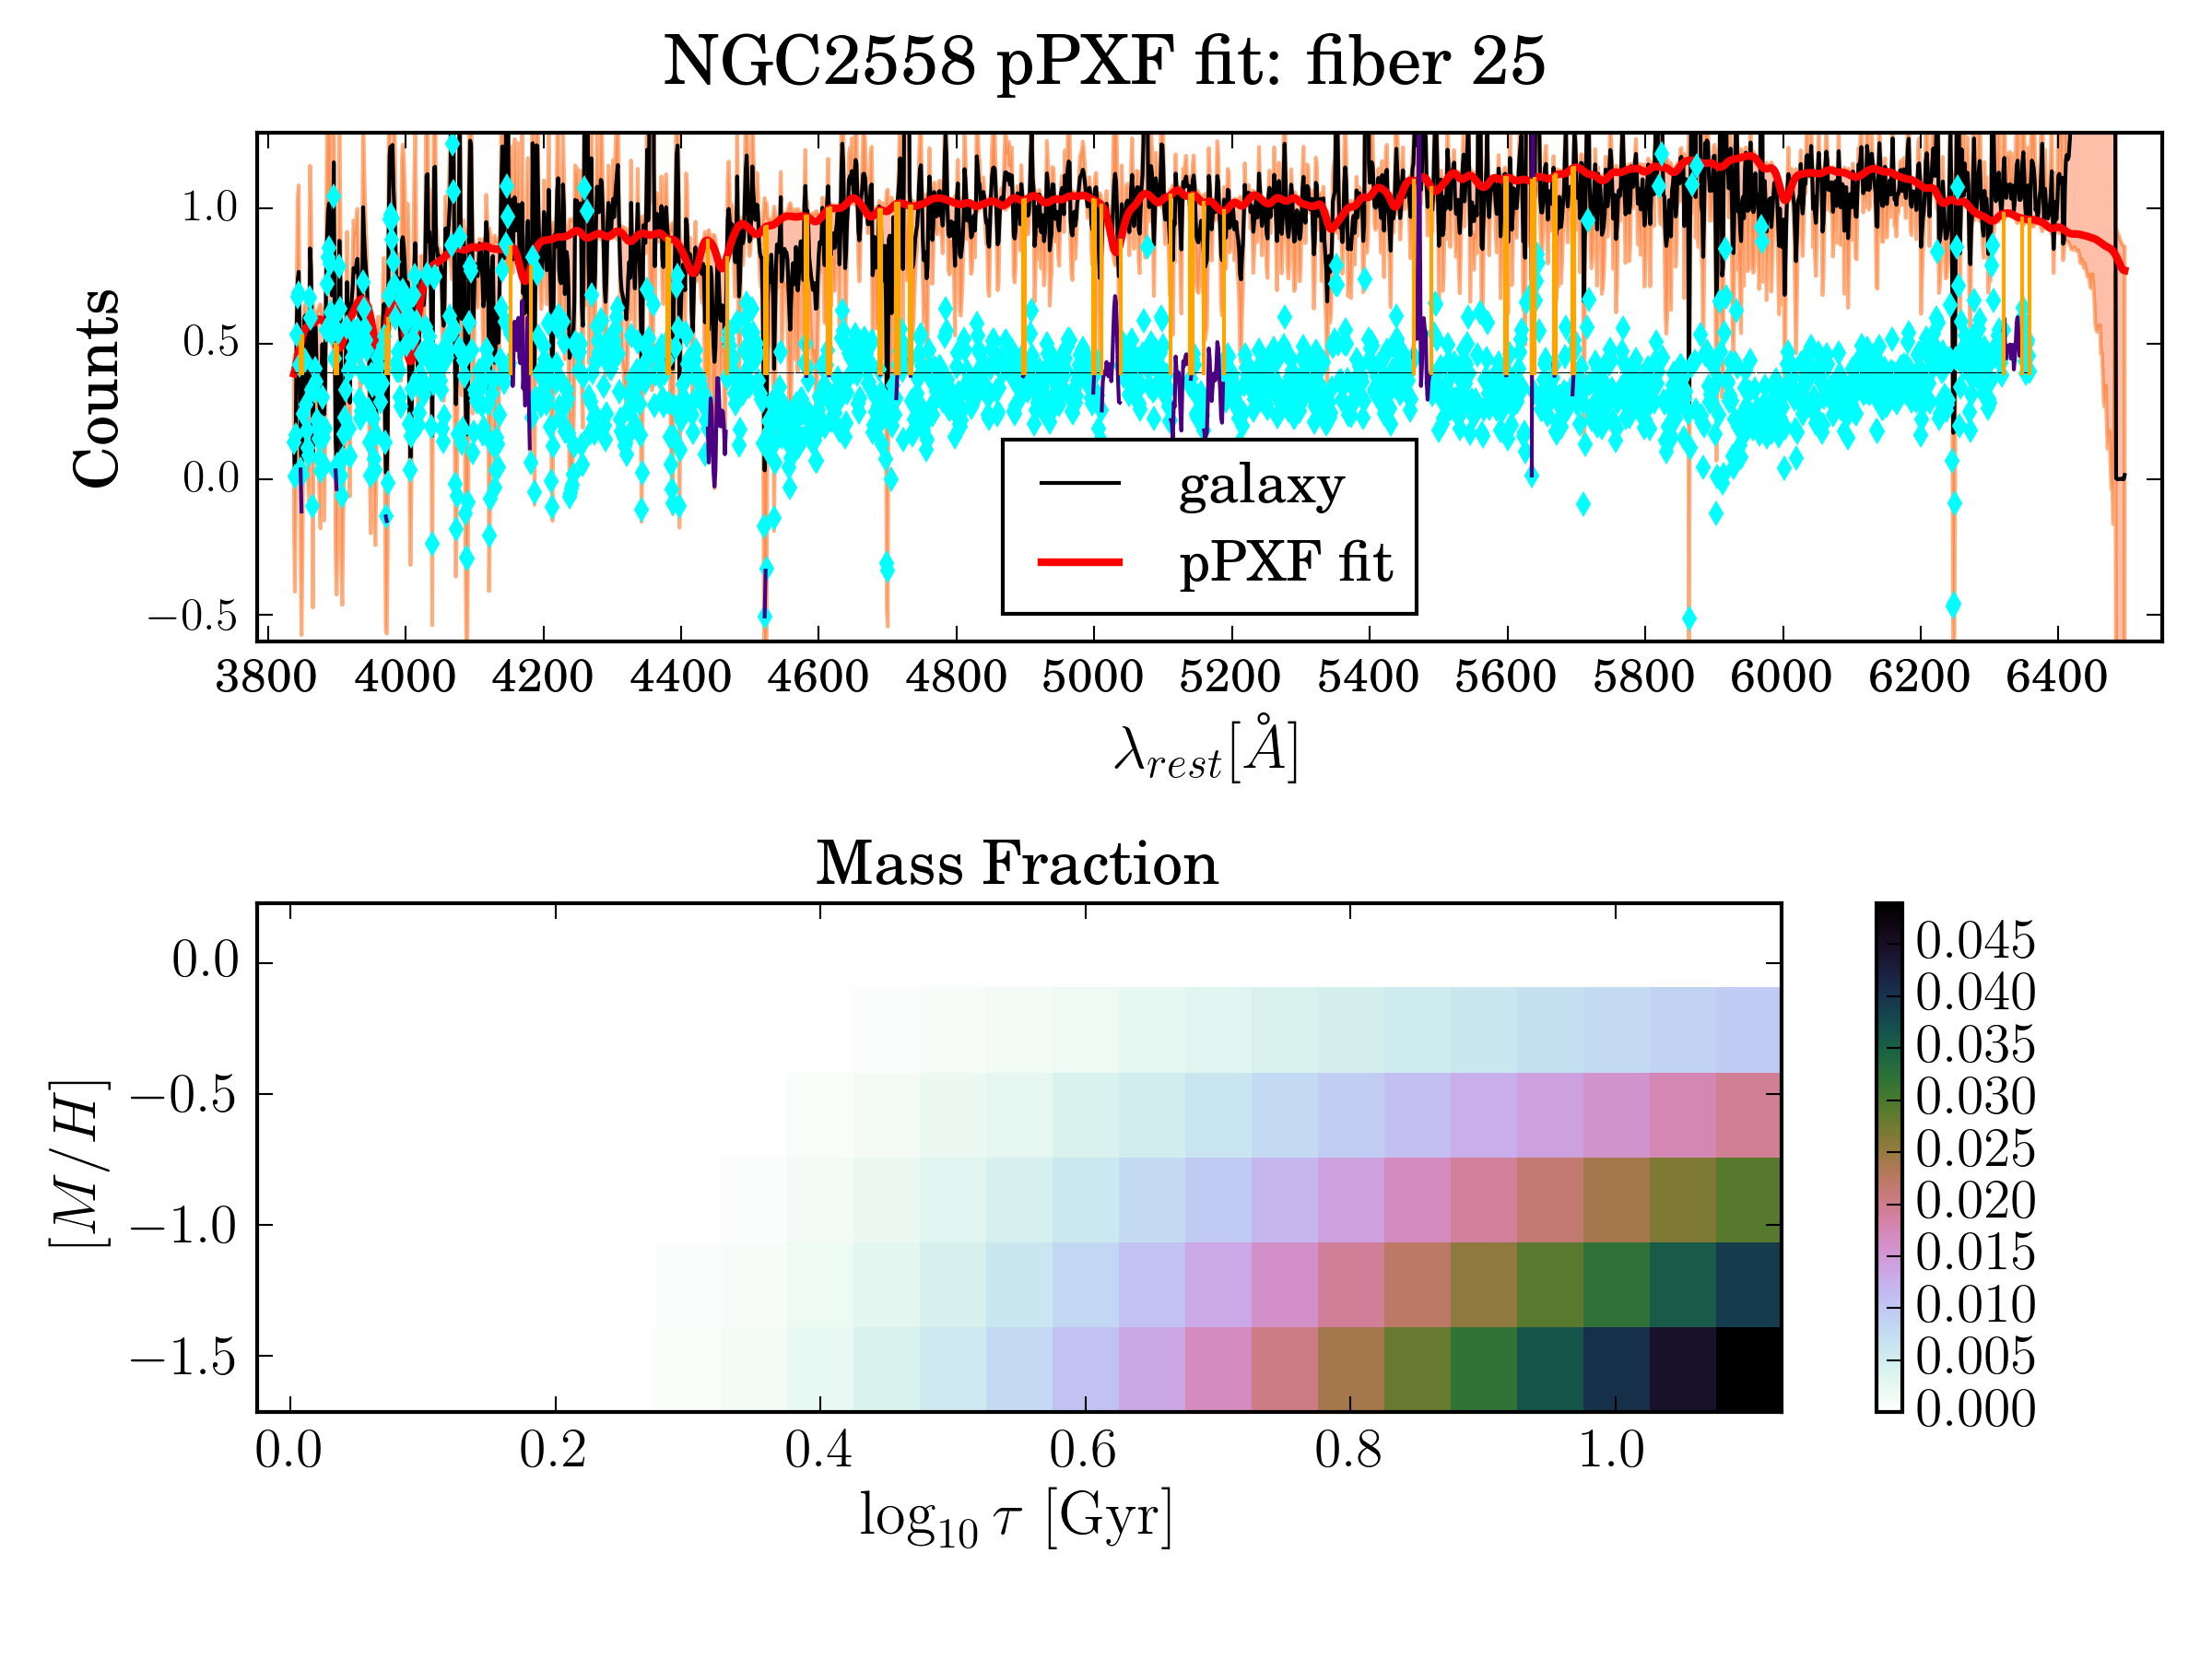 NGC2558 pPXF fit: fiber 25
Counts
1.0
0.5
0.0
−0.5
galaxy
pPXF fit
3800 4000 4200 4400 4600 4800 5000 5200 5400 5600 5800 6000 6200 6400
λrest[Å]
Mass Fraction
[M/H]
0.0
−0.5
−1.0
−1.5
0.0 0.2 0.4 0.6 0.8 1.0
log10 τ [Gyr]
0.045
0.040
0.035
0.030
0.025
0.020
0.015
0.010
0.005
0.000